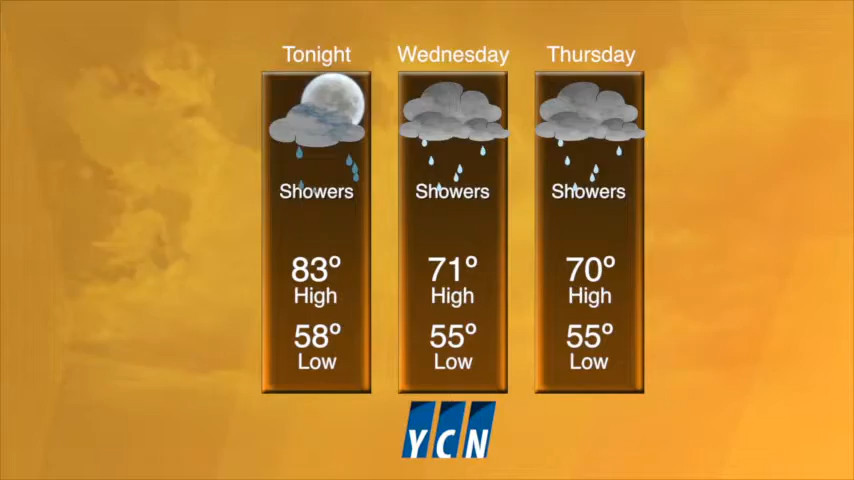 Tonight Wednesday Thursday
Showers Showers Showers
83º 71º 70º
High High High
58º 55º 55º
Low Low Low
YCN